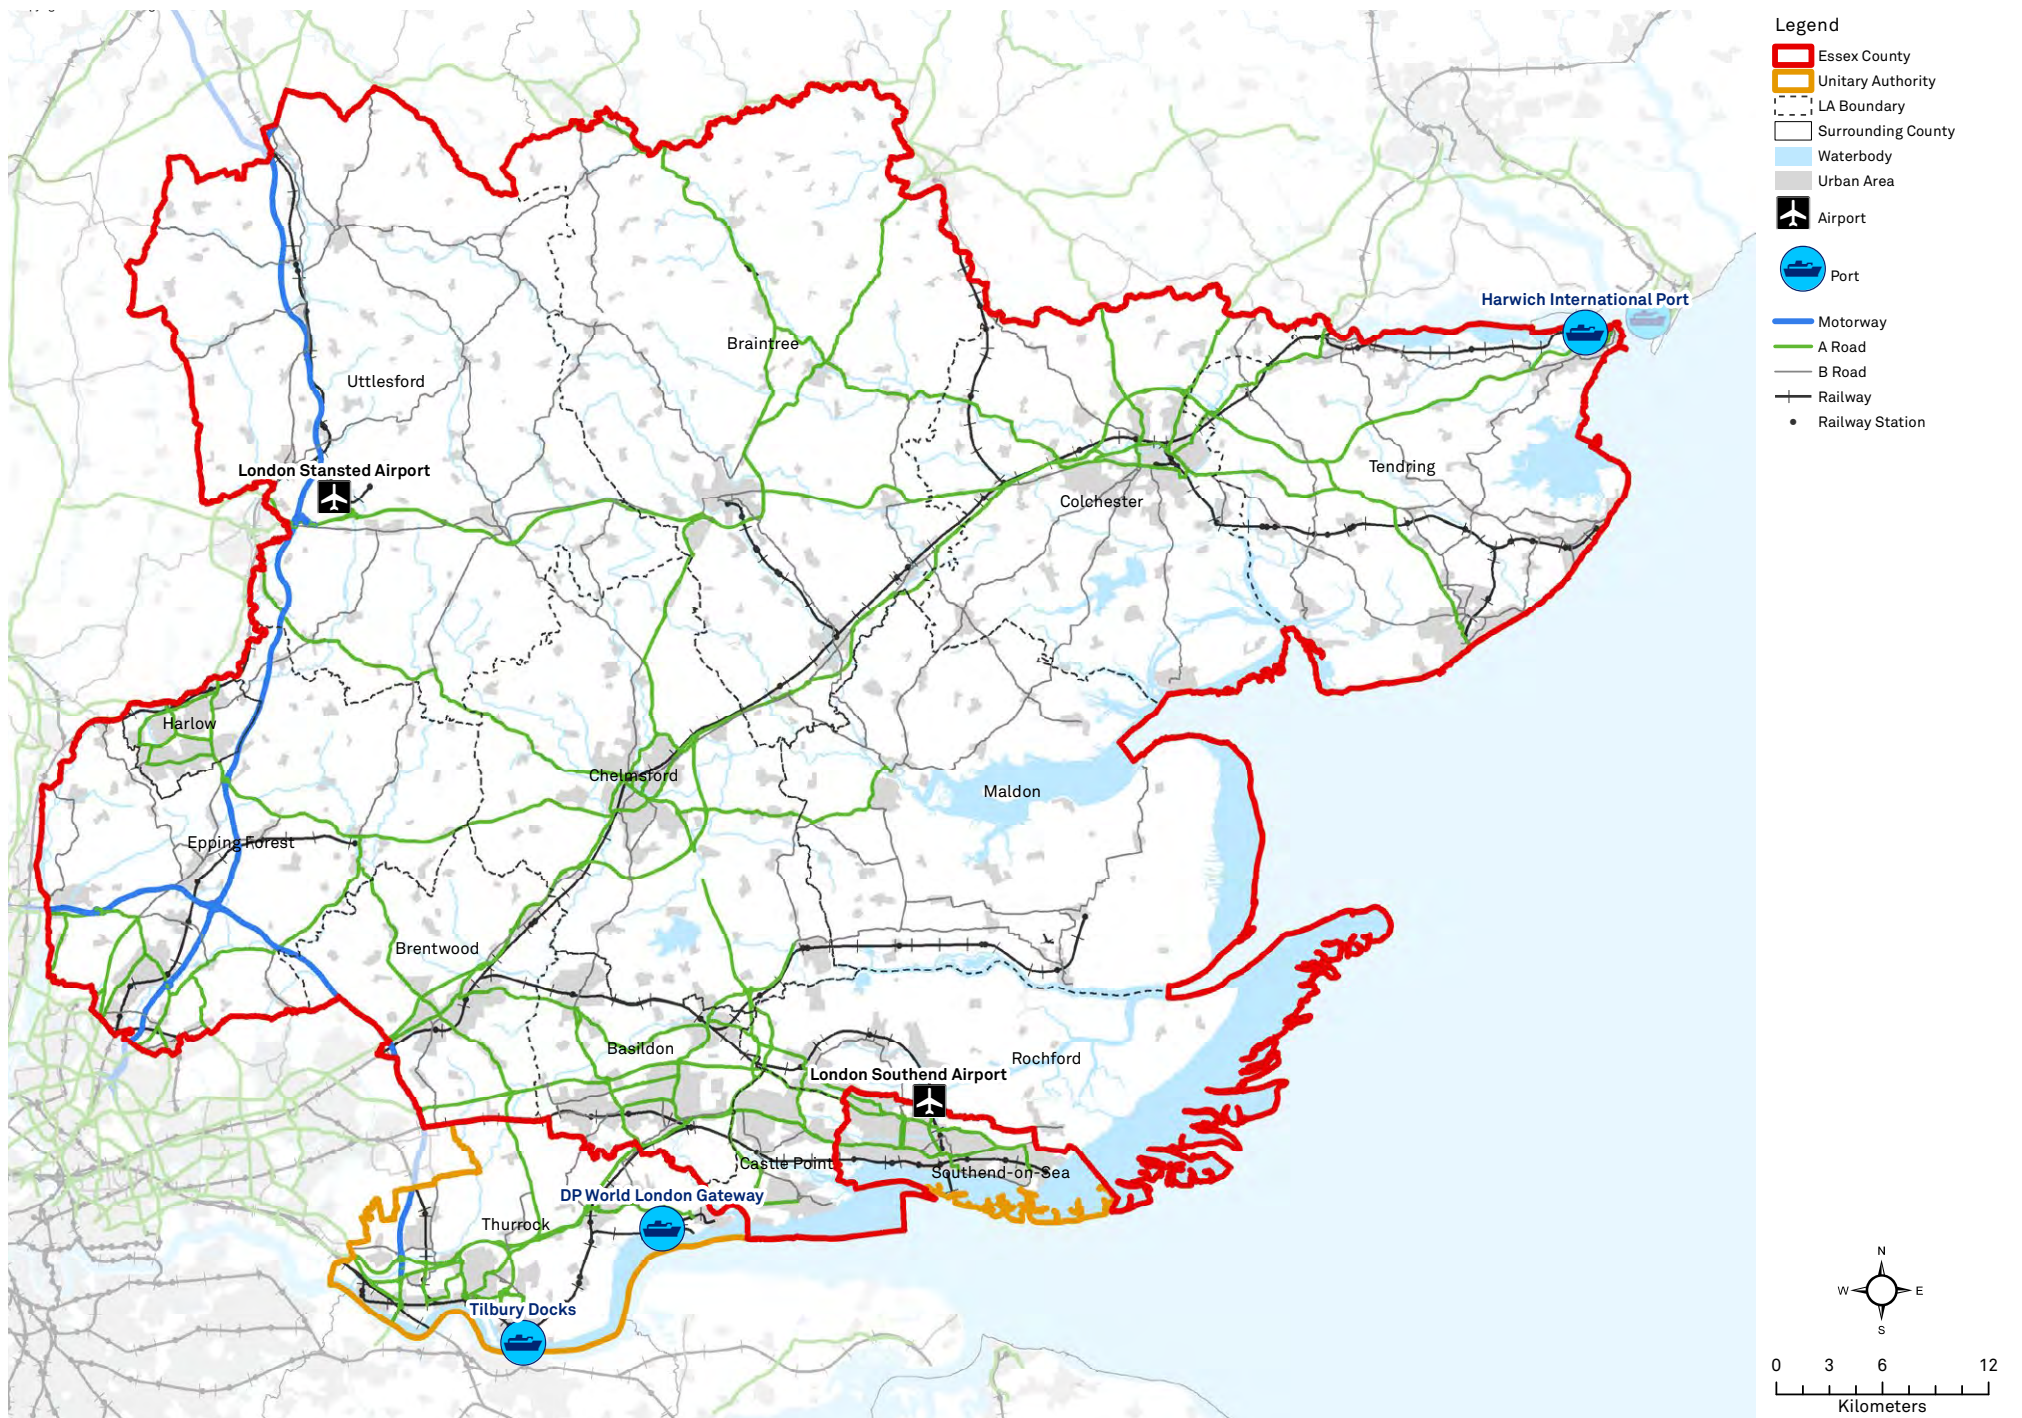 Legend
Essex County
Unitary Authority
LA Boundary
Surrounding County
Waterbody
Urban Area
Airport
Port
Motorway
A Road
B Road
Railway
Railway Station
Harwich International Port
Braintree
Uttlesford
London Stansted Airport
Tendring
Colchester
Harlow
Chelmsford
Maldon
Epping Forest
Brentwood
Basildon
Rochford
London Southend Airport
Castle Point
Southend-on-Sea
DP World London Gateway
Thurrock
Tilbury Docks
N
W E
S
0 3 6 12
Kilometers